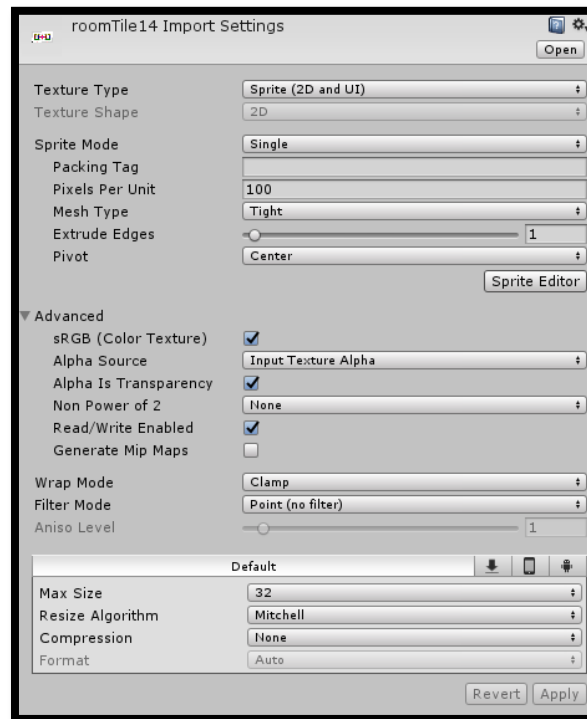 roomTile14 Import Settings
Open
Texture Type Sprite (2D and UI)
Texture Shape 2D
Sprite Mode Single
Packing Tag
Pixels Per Unit 100
Mesh Type Tight
Extrude Edges 1
Pivot Center
Sprite Editor
Advanced
sRGB (Color Texture)
Alpha Source Input Texture Alpha
Alpha Is Transparency
Non Power of 2 None
Read/Write Enabled
Generate Mip Maps
Wrap Mode Clamp
Filter Mode Point (no filter)
Aniso Level 1
Default
Max Size 32
Resize Algorithm Mitchell
Compression None
Format Auto
Revert Apply